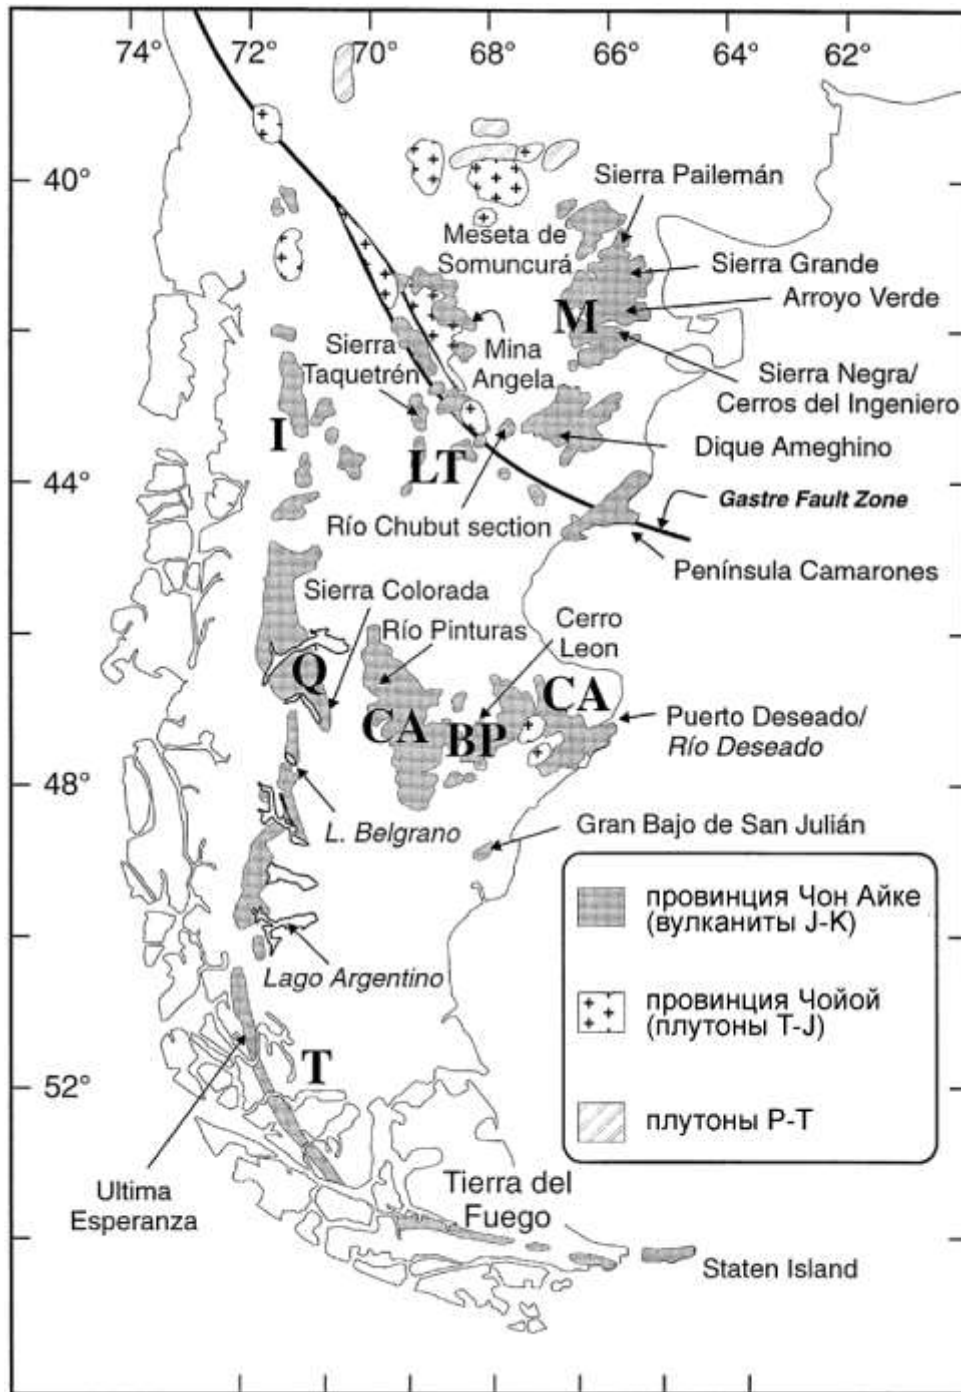 74° 72° 70° 68° 66° 64° 62°
40°
Sierra Pailemán
Meseta de
Somuncurá
Sierra Grande
M
Arroyo Verde
Sierra
Taquetrén
Mina
Angela
Sierra Negra/
Cerros del Ingeniero
I
Dique Ameghino
LT
44°
Río Chubut section
Gastre Fault Zone
Península Camarones
Sierra Colorada
Río Pinturas
Cerro
Leon
Q
CA
CA
BP
Puerto Deseado/
Río Deseado
48°
L. Belgrano
Gran Bajo de San Julián
провинция Чон Айке
(вулканиты J-K)
Lago Argentino
провинция Чойой
(плутоны T-J)
T
52°
плутоны P-T
Ultima
Esperanza
Tierra del
Fuego
Staten Island